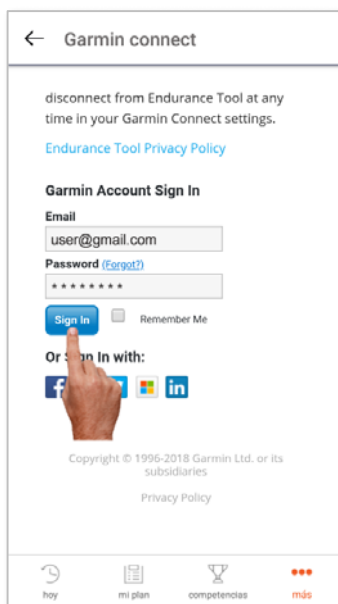 Garmin connect
disconnect from Endurance Tool at any
time in your Garmin Connect settings.
Endurance Tool Privacy Policy
Garmin Account Sign In
Email
user@gmail.com
Password (Forgot?)
********
Sign In Remember Me
Or Sign In with:
Copyright © 1996-2018 Garmin Ltd. or its
subsidiaries
Privacy Policy
hoy mi plan competencias más